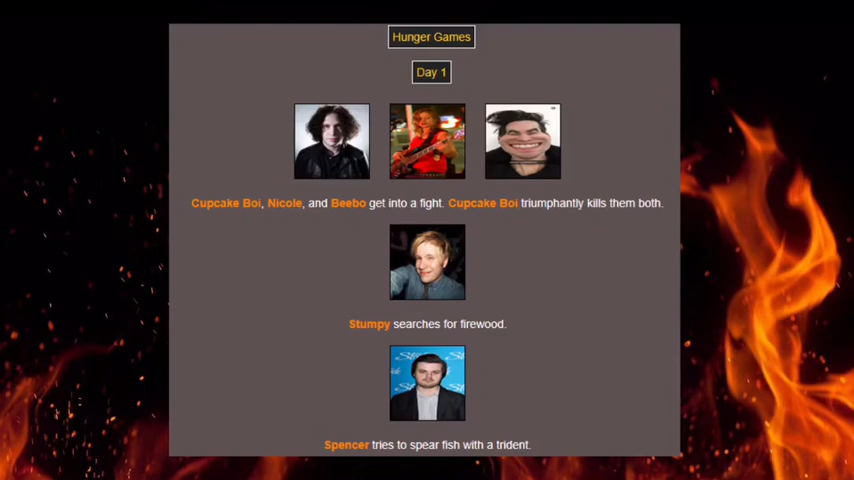 Hunger Games
Day 1
Cupcake Boi, Nicole, and Beebo get into a fight. Cupcake Boi triumphantly kills them both.
Stumpy searches for firewood.
Spencer tries to spear fish with a trident.